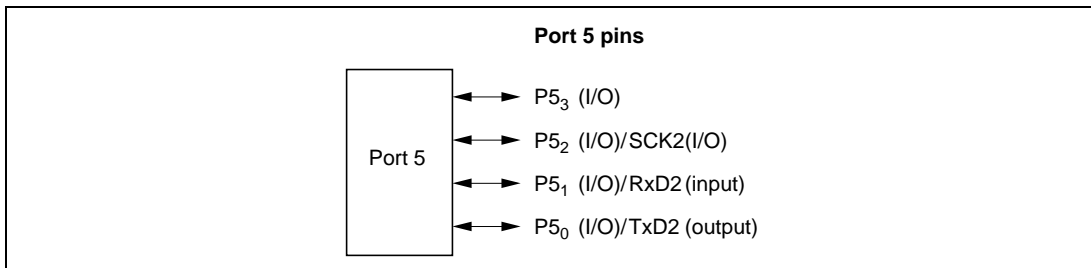 Port 5 pins
Port 5
P5₃ (I/O)
P5₂ (I/O)/SCK2(I/O)
P5₁ (I/O)/RxD2 (input)
P5₀ (I/O)/TxD2 (output)